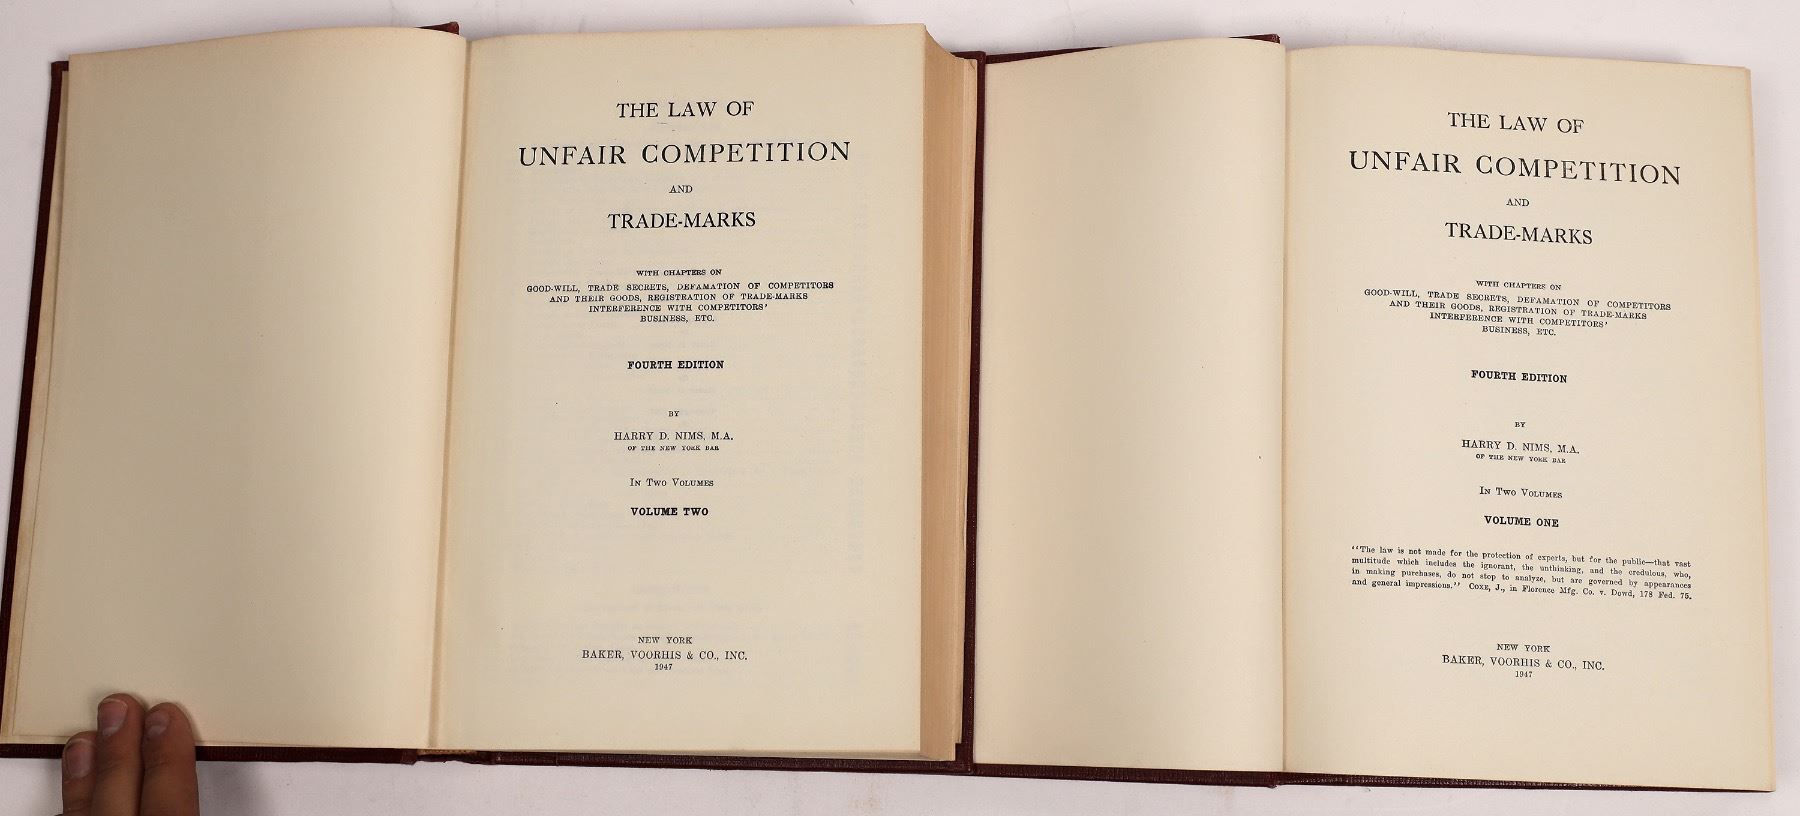 THE LAW OF
UNFAIR COMPETITION
AND
TRADE-MARKS
WITH CHAPTERS ON
GOOD-WILL, TRADE SECRETS, DEFAMATION OF COMPETITORS
AND THEIR GOODS, REGISTRATION OF TRADE-MARKS
INTERFERENCE WITH COMPETITORS'
BUSINESS, ETC.
FOURTH EDITION
BY
HARRY D. NIMS, M.A.
OF THE NEW YORK BAR
IN TWO VOLUMES
VOLUME TWO
NEW YORK
BAKER, VOORHIS & CO., INC.
1947
THE LAW OF
UNFAIR COMPETITION
AND
TRADE-MARKS
WITH CHAPTERS ON
GOOD-WILL, TRADE SECRETS, DEFAMATION OF COMPETITORS
AND THEIR GOODS, REGISTRATION OF TRADE-MARKS
INTERFERENCE WITH COMPETITORS'
BUSINESS, ETC.
FOURTH EDITION
BY
HARRY D. NIMS, M.A.
OF THE NEW YORK BAR
IN TWO VOLUMES
VOLUME ONE
"The law is not made for the protection of experts, but for the public—that vast
multitude which includes the ignorant, the unthinking, and the credulous, who,
in making purchases, do not stop to analyze, but are governed by appearances
and general impressions." COXE, J., in Florence Mfg. Co. v. Dowd, 178 Fed. 75.
NEW YORK
BAKER, VOORHIS & CO., INC.
1947